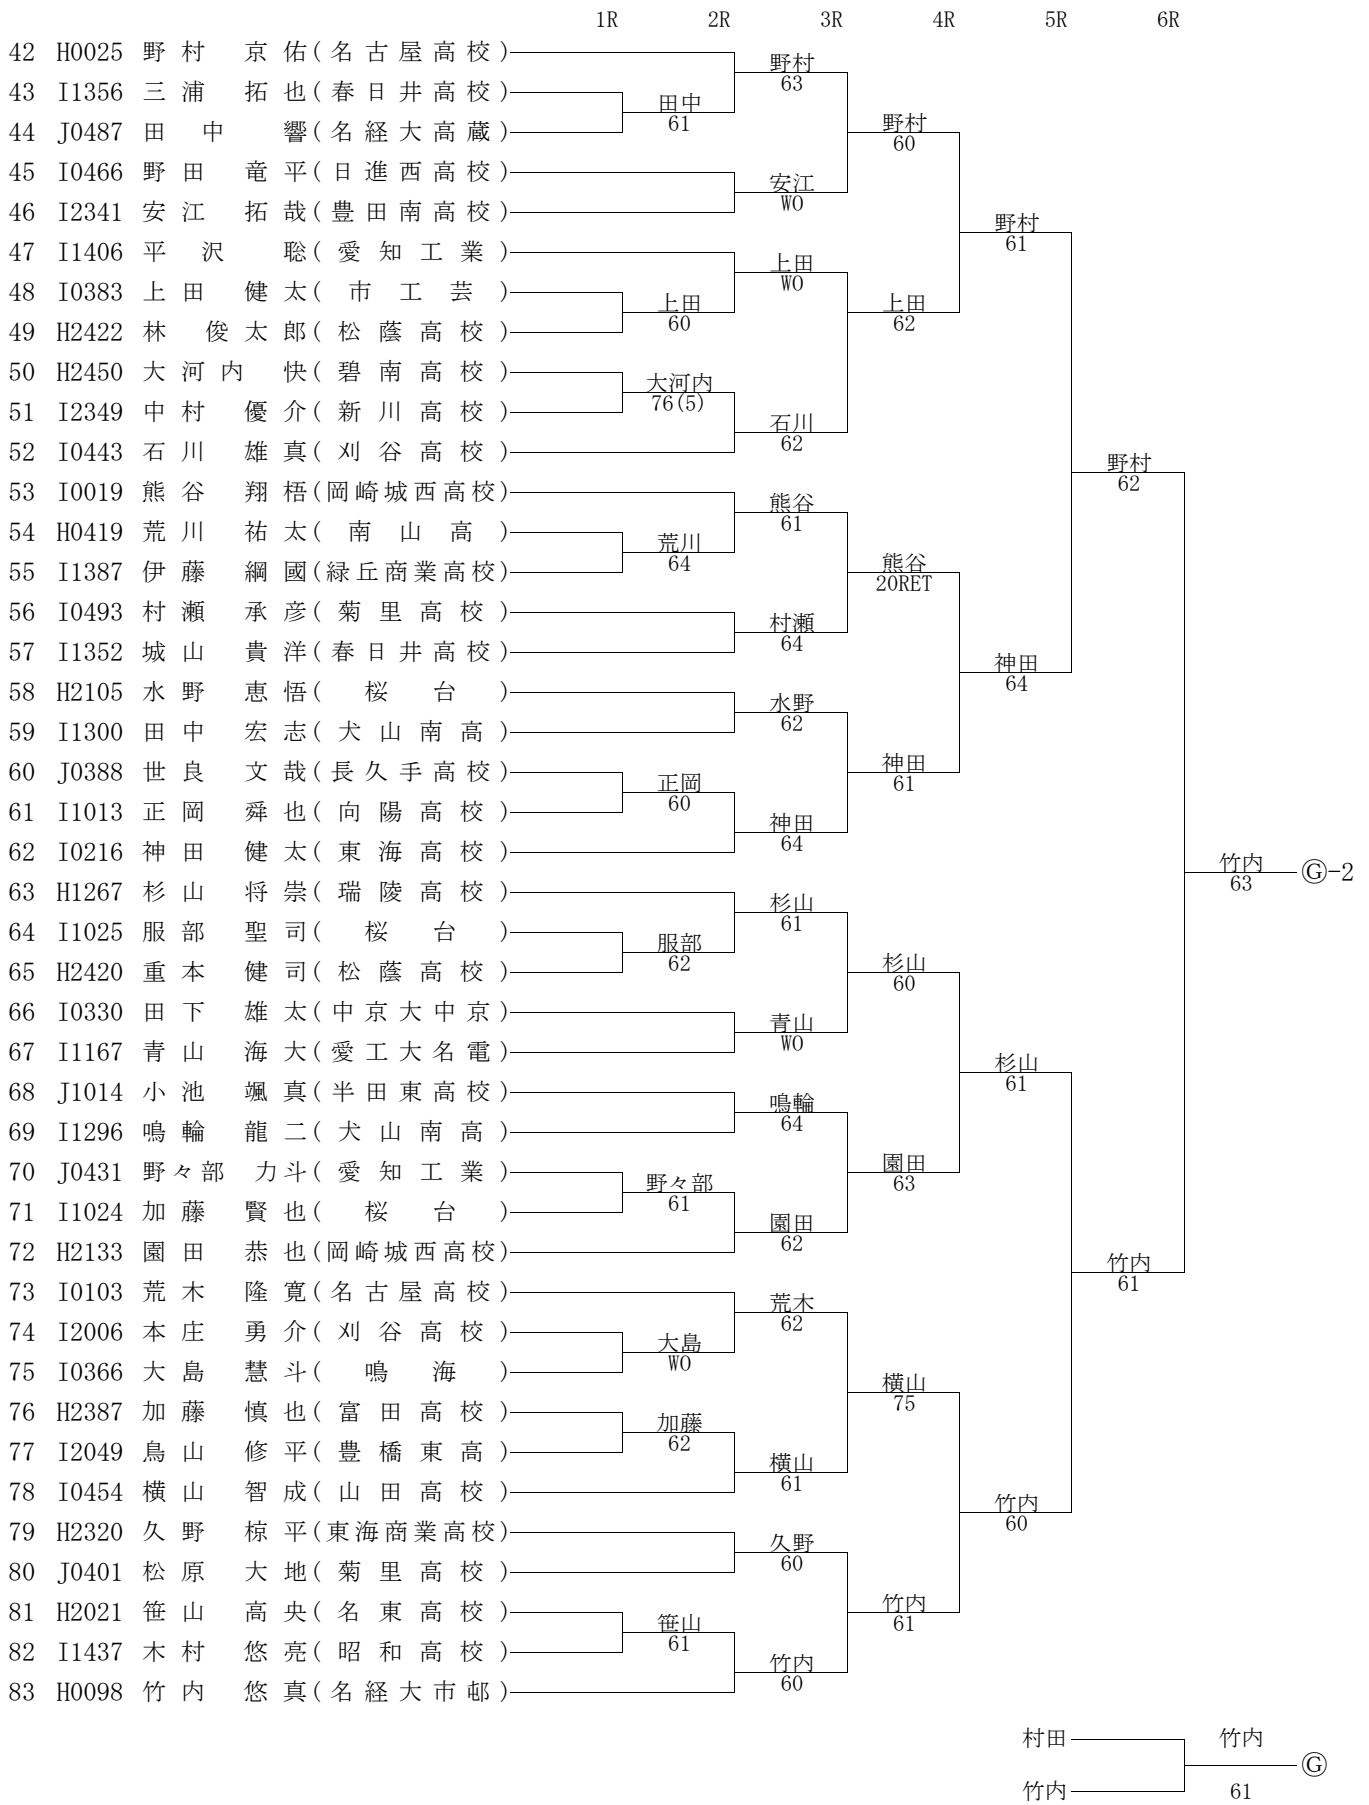 1R 2R 3R 4R 5R 6R
42 H0025 野村 京佑(名古屋高校)
野村
63
43 I1356 三浦 拓也(春日井高校)
田中
61
44 J0487 田中 響(名経大高蔵)
野村
60
45 I0466 野田 竜平(日進西高校)
安江
WO
46 I2341 安江 拓哉(豊田南高校)
野村
61
47 I1406 平沢 聡(愛知工業)
上田
WO
48 I0383 上田 健太(市工芸)
上田
60
上田
62
49 H2422 林 俊太郎(松蔭高校)
50 H2450 大河内 快(碧南高校)
大河内
76(5)
51 I2349 中村 優介(新川高校)
石川
62
52 I0443 石川 雄真(刈谷高校)
野村
62
53 I0019 熊谷 翔梧(岡崎城西高校)
熊谷
61
54 H0419 荒川 祐太(南山高)
荒川
64
55 I1387 伊藤 綱國(緑丘商業高校)
熊谷
20RET
56 I0493 村瀬 承彦(菊里高校)
村瀬
64
57 I1352 城山 貴洋(春日井高校)
神田
64
58 H2105 水野 恵悟(桜台)
水野
62
59 I1300 田中 宏志(犬山南高)
60 J0388 世良 文哉(長久手高校)
正岡
60
神田
61
61 I1013 正岡 舜也(向陽高校)
神田
64
62 I0216 神田 健太(東海高校)
竹内
63
Ⓖ-2
63 H1267 杉山 将崇(瑞陵高校)
杉山
61
64 I1025 服部 聖司(桜台)
服部
62
65 H2420 重本 健司(松蔭高校)
杉山
60
66 I0330 田下 雄太(中京大中京)
青山
WO
67 I1167 青山 海大(愛工大名電)
杉山
61
68 J1014 小池 颯真(半田東高校)
鳴輪
64
69 I1296 鳴輪 龍二(犬山南高)
70 J0431 野々部 力斗(愛知工業)
野々部
61
園田
63
71 I1024 加藤 賢也(桜台)
園田
62
72 H2133 園田 恭也(岡崎城西高校)
竹内
61
73 I0103 荒木 隆寛(名古屋高校)
荒木
62
74 I2006 本庄 勇介(刈谷高校)
大島
WO
75 I0366 大島 慧斗(鳴海)
横山
75
76 H2387 加藤 慎也(富田高校)
加藤
62
77 I2049 鳥山 修平(豊橋東高)
横山
61
78 I0454 横山 智成(山田高校)
竹内
60
79 H2320 久野 椋平(東海商業高校)
久野
60
80 J0401 松原 大地(菊里高校)
81 H2021 笹山 高央(名東高校)
笹山
61
竹内
61
82 I1437 木村 悠亮(昭和高校)
竹内
60
83 H0098 竹内 悠真(名経大市邨)
村田 竹内
Ⓖ
竹内 61